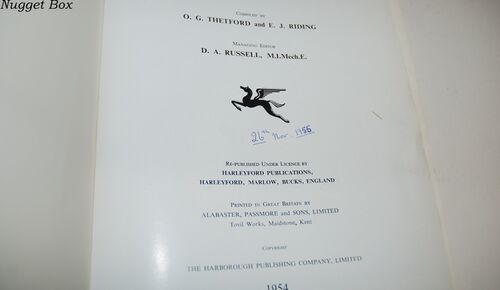 Nugget Box
Compiled by
O. G. THETFORD and E. J. RIDING
Managing Editor
D. A. RUSSELL, M.I.Mech.E.
26th Nov. 1956
Re-published Under Licence by
HARLEYFORD PUBLICATIONS,
HARLEYFORD, MARLOW, BUCKS, ENGLAND
Printed in Great Britain by
ALABASTER, PASSMORE and SONS, LIMITED
Tovil Works, Maidstone, Kent
Copyright
THE HARBOROUGH PUBLISHING COMPANY, LIMITED
1954